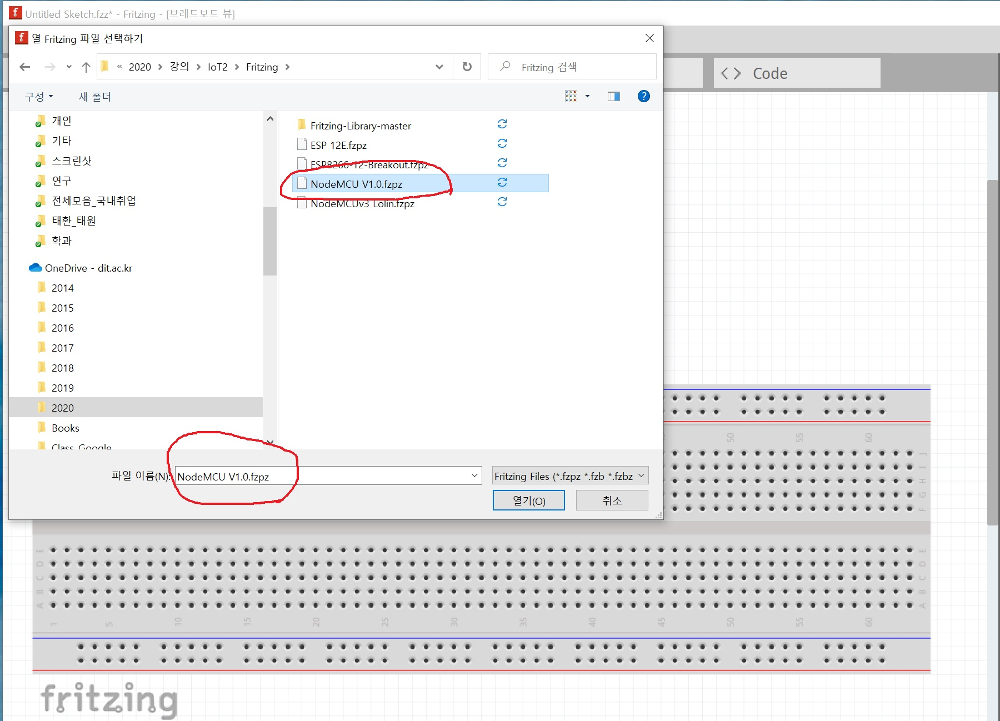 Untitled Sketch.fzz* - Fritzing - [브레드보드 뷰]
열 Fritzing 파일 선택하기
« 2020 > 강의 > IoT2 > Fritzing >
Fritzing 검색
<> Code
구성
새 폴더
?
개인
기타
스크린샷
연구
전체모음_국내취업
태환_태원
학과
OneDrive - dit.ac.kr
2014
2015
2016
2017
2018
2019
2020
Books
Class_Google
Fritzing-Library-master
ESP 12E.fzpz
ESP8266-12-Breakout.fzpz
NodeMCU V1.0.fzpz
NodeMCUv3 Lolin.fzpz
파일 이름(N):
NodeMCU V1.0.fzpz
Fritzing Files (*.fzpz *.fzb *.fzbz
열기(O)
취소
50 55 60
J
I
H
G
F
E E
D D
C C
B B
A A
1 5 10 15 20 25 30 35 40 45 50 55 60
fritzing